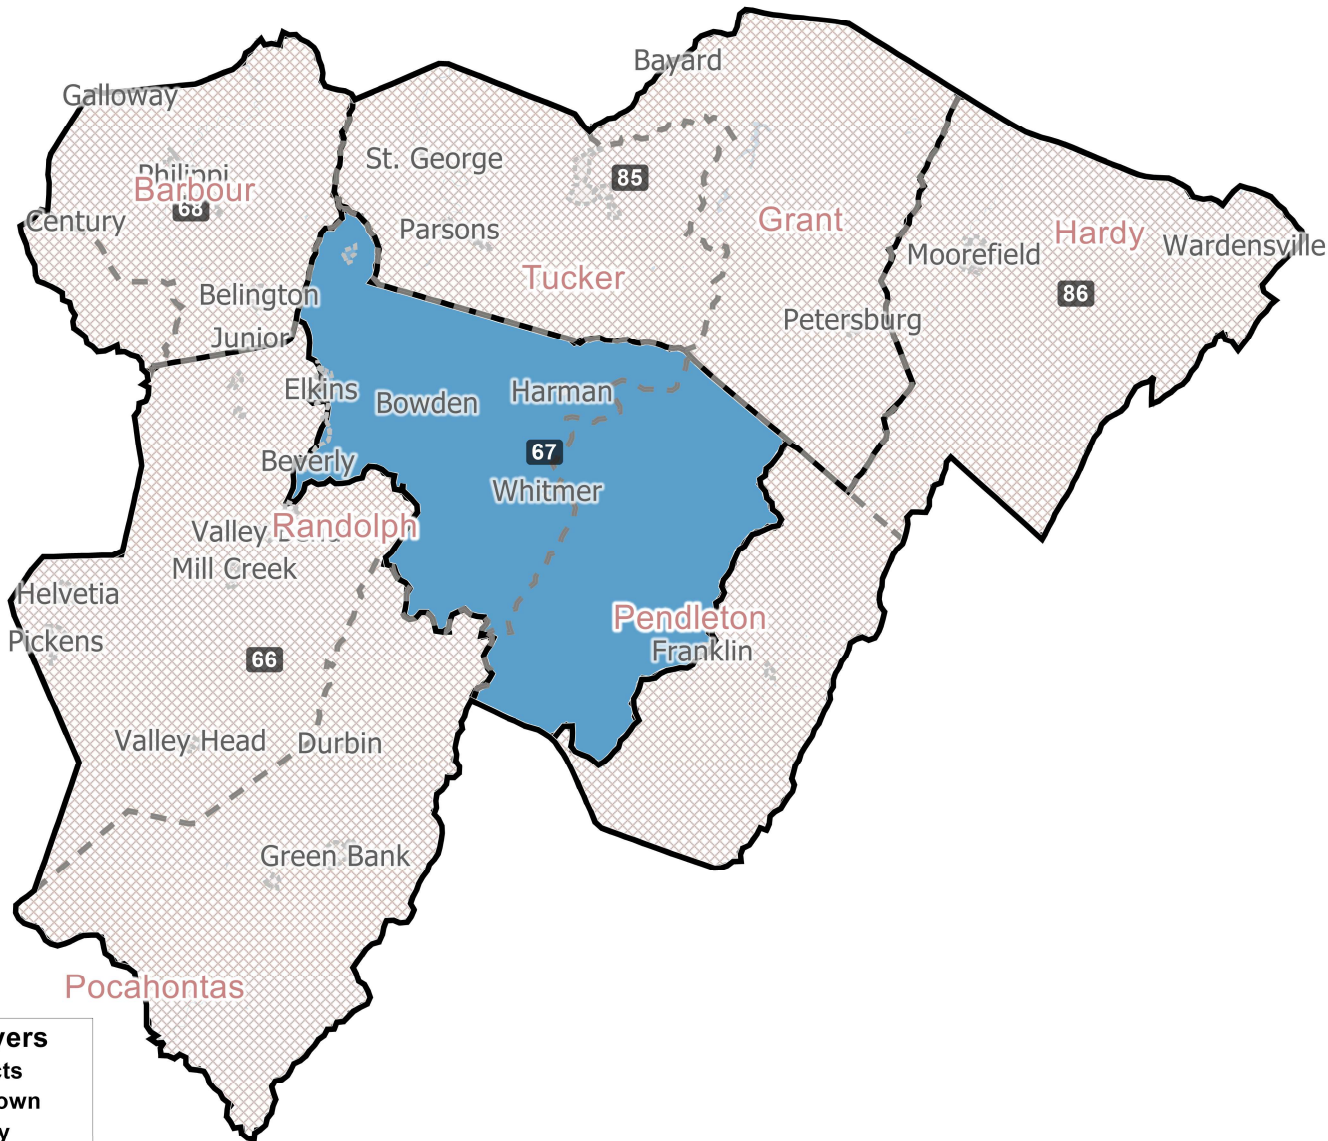 Bayard
Galloway
St. George
Philippi
85
Barbour
68
Grant
Century
Parsons
Hardy
Wardensville
Moorefield
Tucker
Belington
86
Petersburg
Junior
Elkins
Bowden
Harman
67
Beverly
Whitmer
Randolph
Valley
Mill Creek
Helvetia
Pendleton
Pickens
Franklin
66
Valley Head
Durbin
Green Bank
Pocahontas
yers
cts
own
y